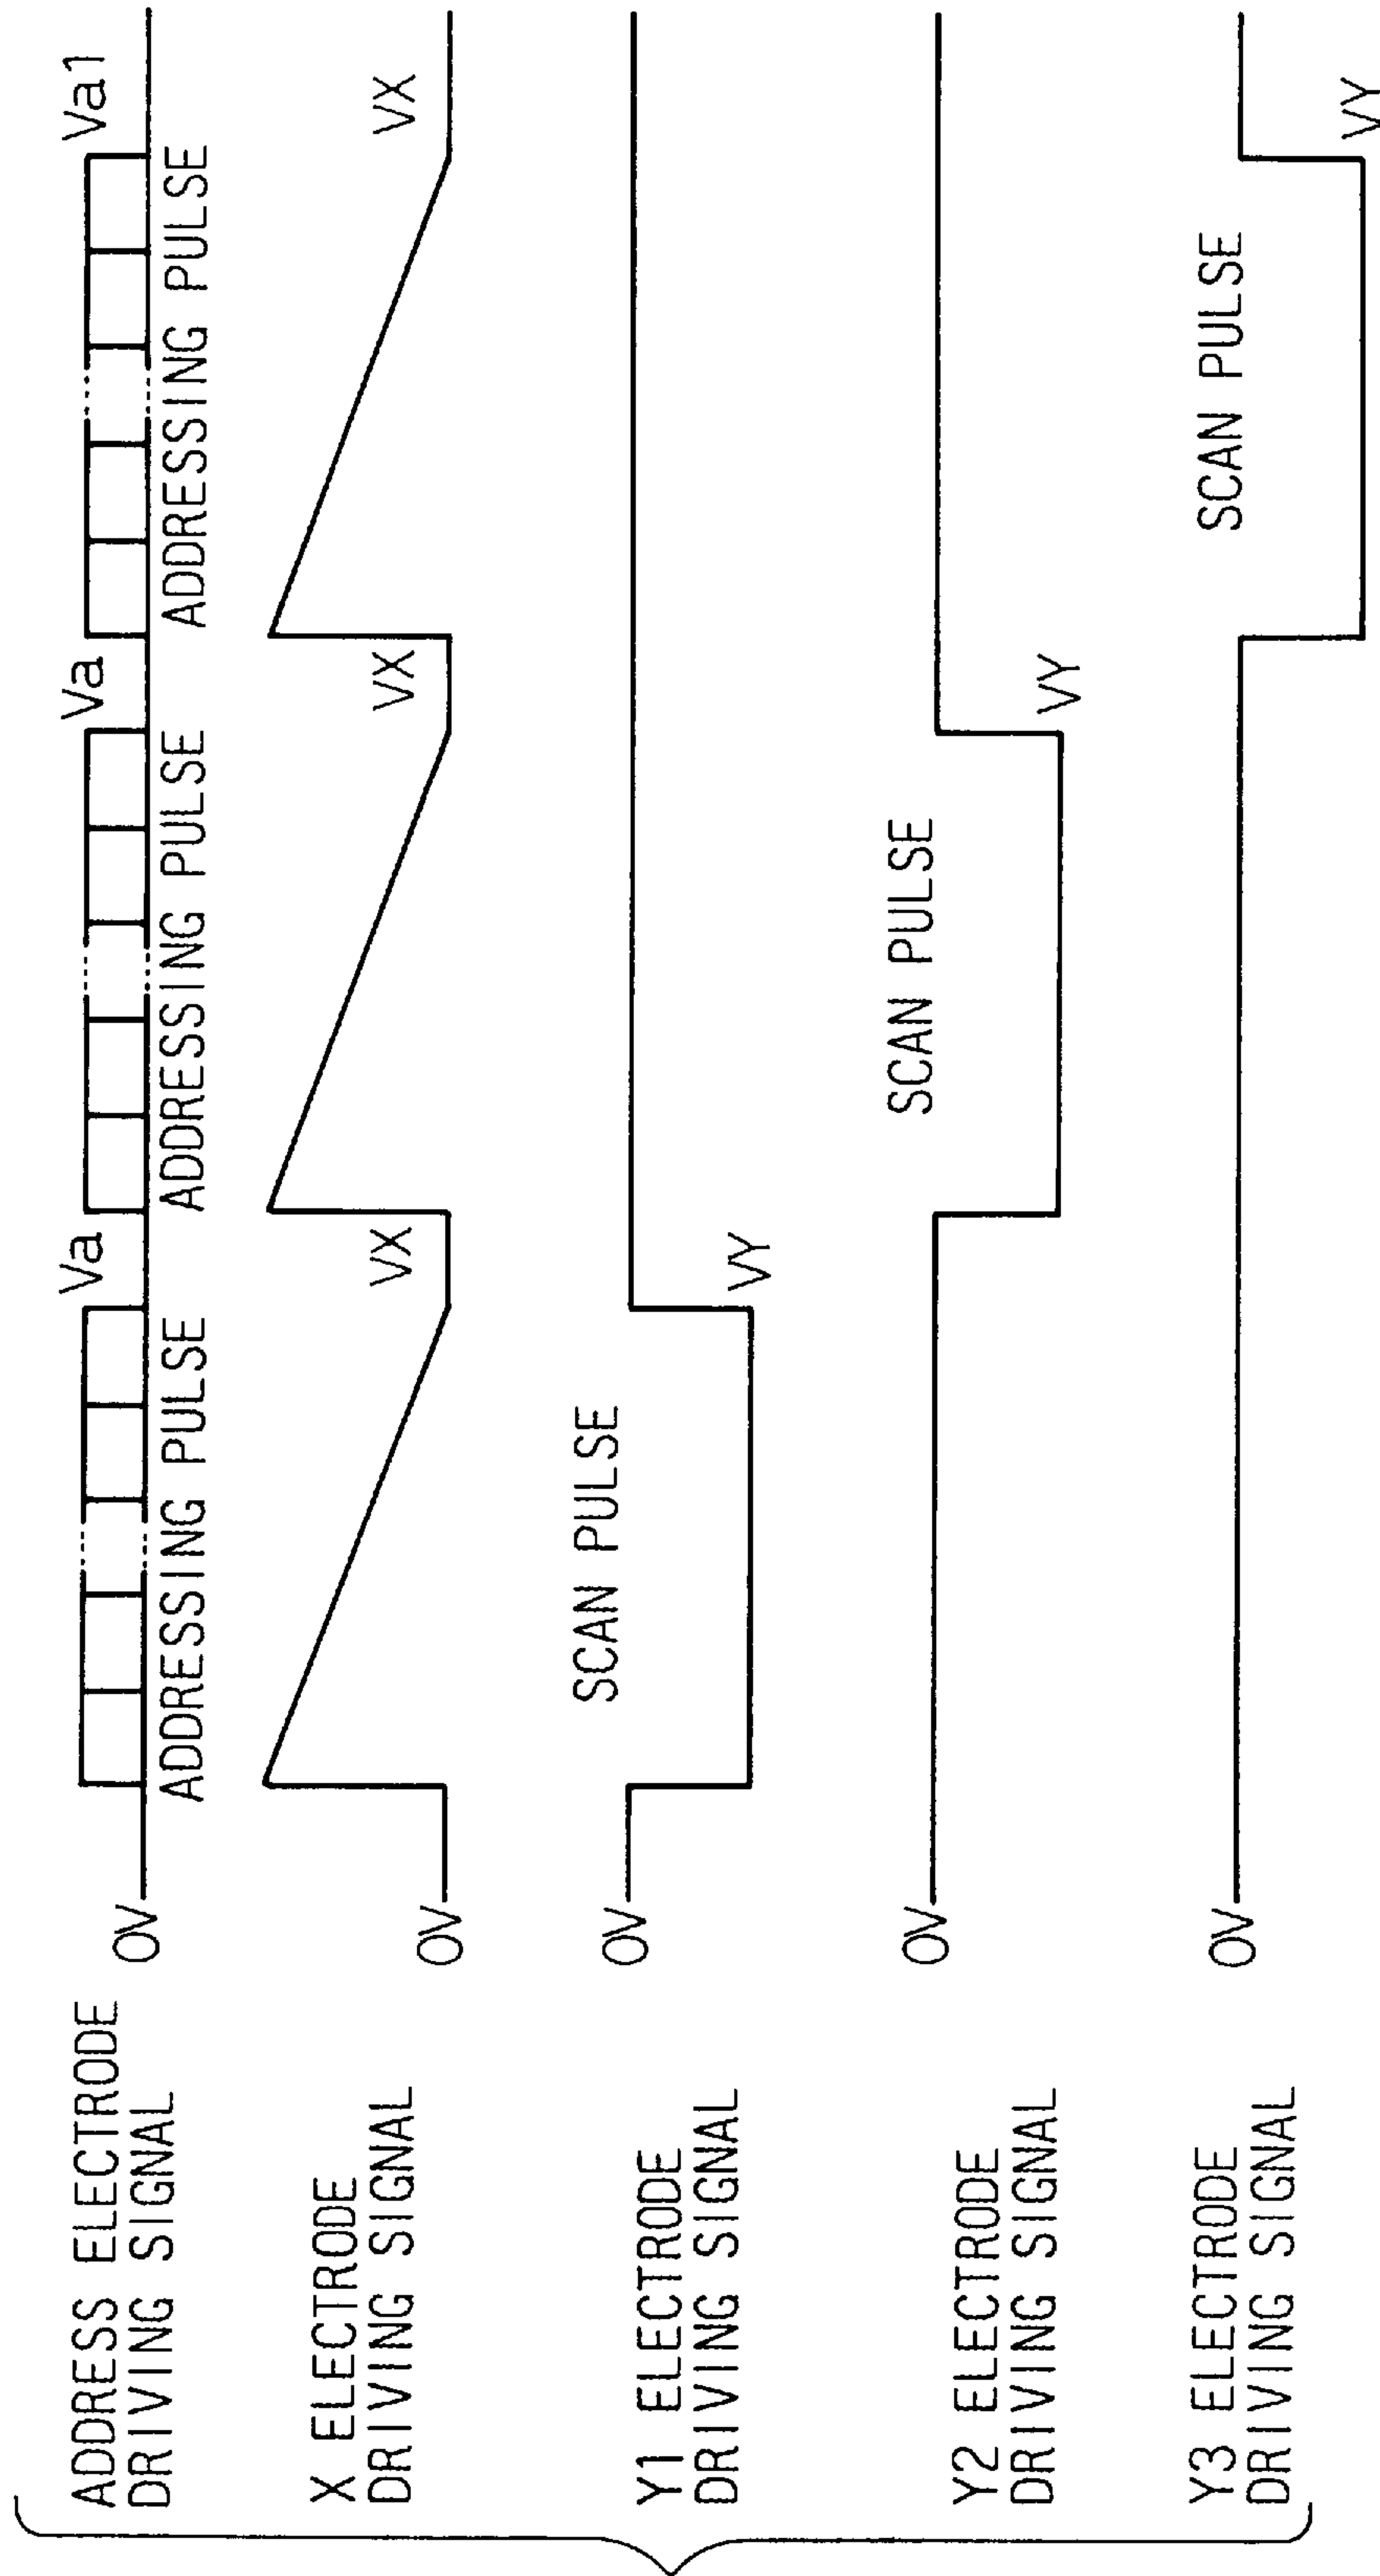 ADDRESS ELECTRODE
DRIVING SIGNAL
0V
Va
Va
Va1
ADDRESSING PULSE
ADDRESSING PULSE
ADDRESSING PULSE
X ELECTRODE
DRIVING SIGNAL
0V
VX
VX
VX
Y1 ELECTRODE
DRIVING SIGNAL
0V
SCAN PULSE
VY
Y2 ELECTRODE
DRIVING SIGNAL
0V
SCAN PULSE
VY
Y3 ELECTRODE
DRIVING SIGNAL
0V
SCAN PULSE
VY